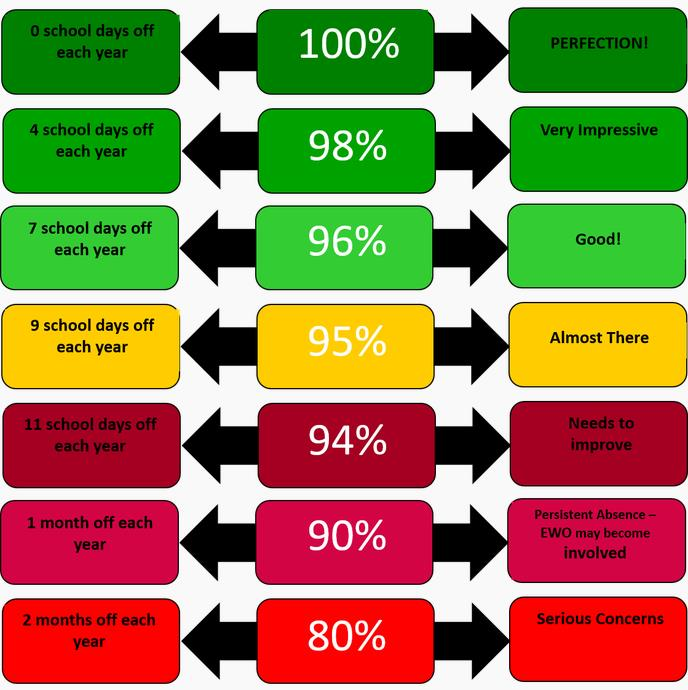 0 school days off
each year
100%
PERFECTION!
4 school days off
each year
98%
Very Impressive
7 school days off
each year
96%
Good!
9 school days off
each year
95%
Almost There
11 school days off
each year
94%
Needs to
improve
1 month off each
year
90%
Persistent Absence –
EWO may become
involved
2 months off each
year
80%
Serious Concerns